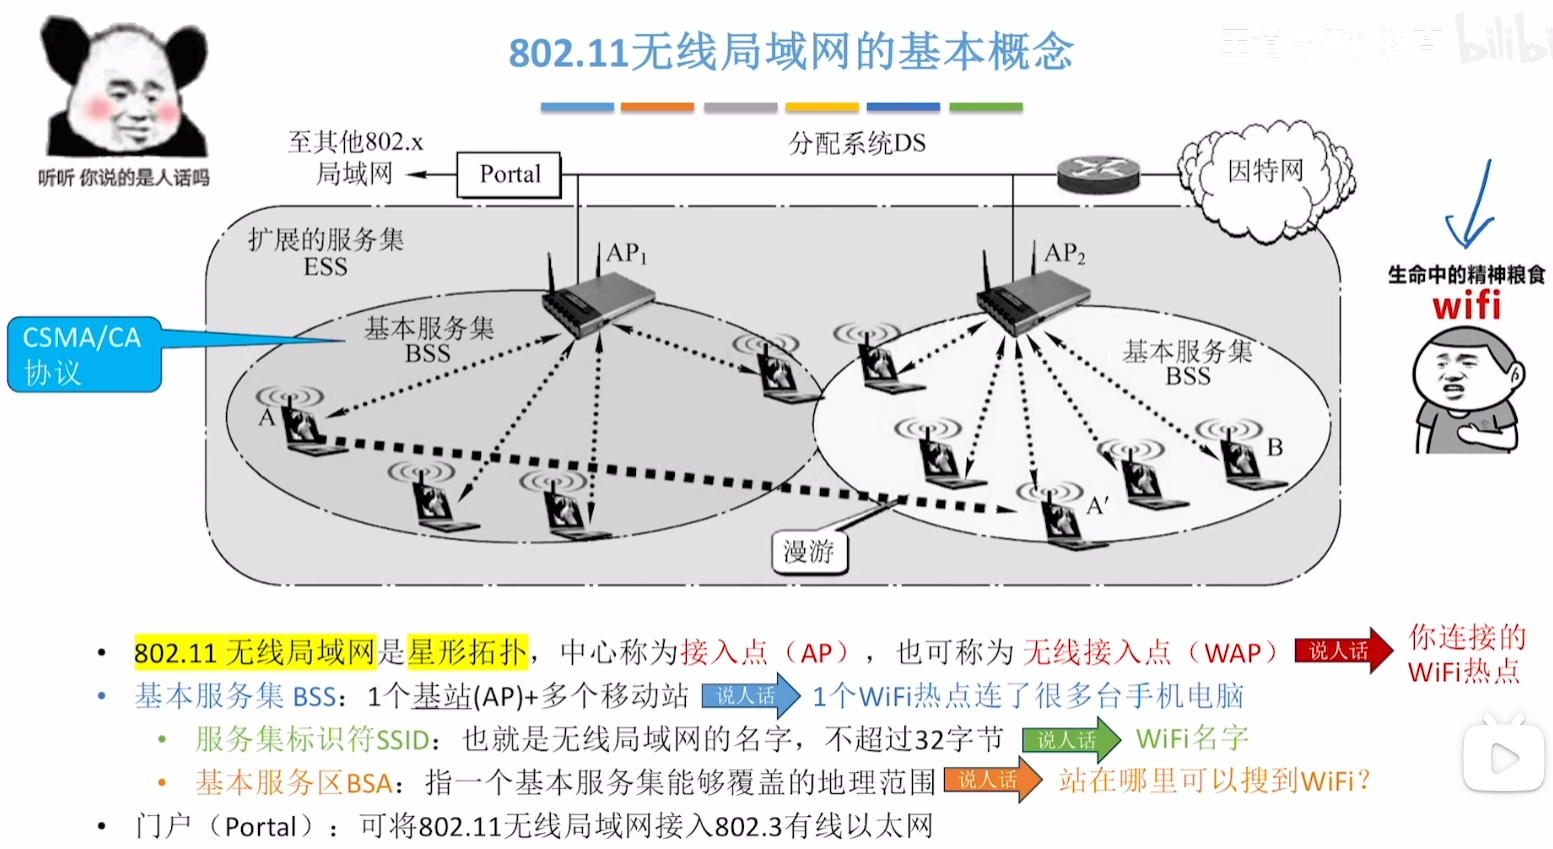 802.11无线局域网的基本概念
bilibi
听听 你说的是人话吗
至其他802.x
局域网
Portal
分配系统DS
因特网
扩展的服务集
ESS
AP₁
AP₂
生命中的精神粮食
wifi
CSMA/CA
协议
基本服务集
BSS
基本服务集
BSS
A
B
A′
漫游
• 802.11 无线局域网是星形拓扑，中心称为接入点（AP），也可称为 无线接入点（WAP） 说人话 你连接的
WiFi热点
• 基本服务集 BSS：1个基站(AP)+多个移动站 说人话 1个WiFi热点连了很多台手机电脑
• 服务集标识符SSID：也就是无线局域网的名字，不超过32字节 说人话 WiFi名字
• 基本服务区BSA：指一个基本服务集能够覆盖的地理范围 说人话 站在哪里可以搜到WiFi？
• 门户（Portal）：可将802.11无线局域网接入802.3有线以太网